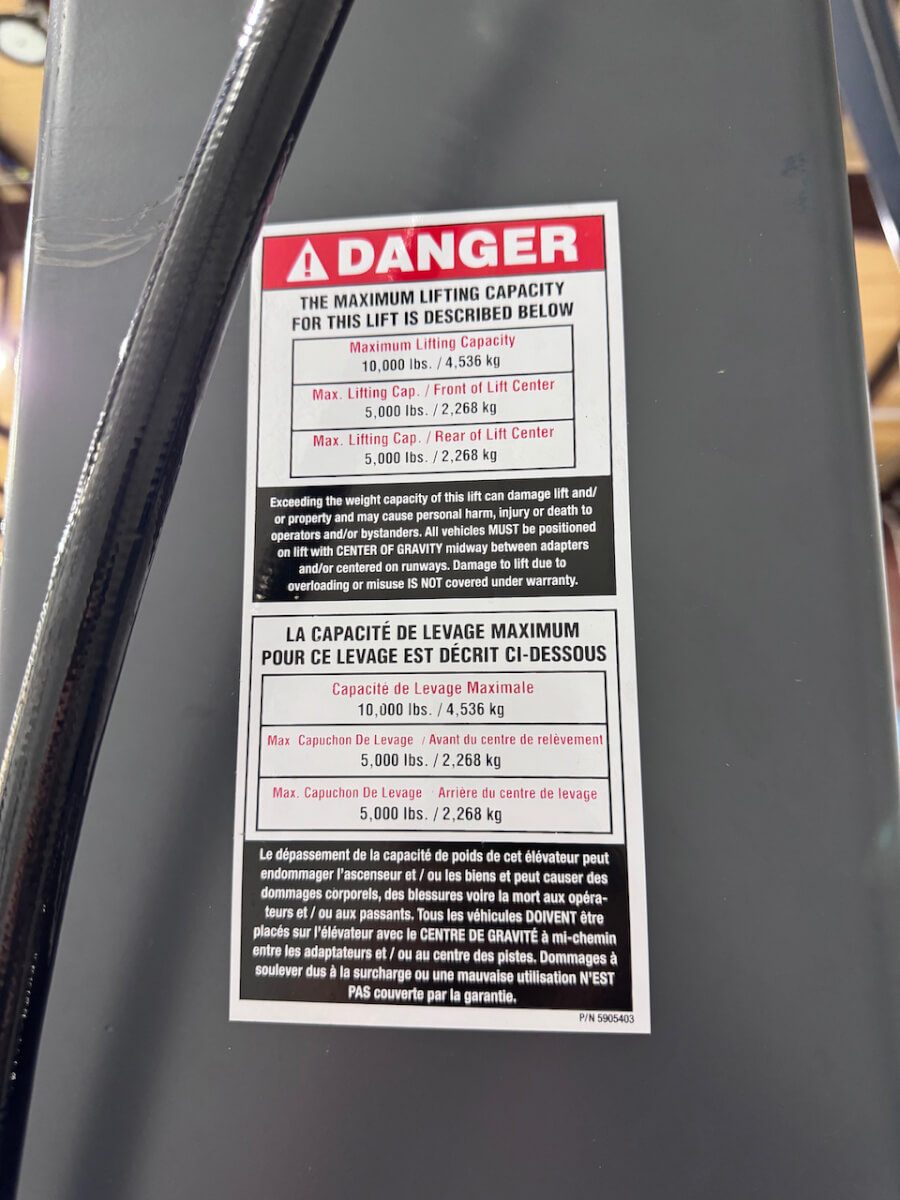 DANGER
THE MAXIMUM LIFTING CAPACITY
FOR THIS LIFT IS DESCRIBED BELOW
Maximum Lifting Capacity
10,000 lbs. / 4,536 kg
Max. Lifting Cap. / Front of Lift Center
5,000 lbs. / 2,268 kg
Max. Lifting Cap. / Rear of Lift Center
5,000 lbs. / 2,268 kg
Exceeding the weight capacity of this lift can damage lift and/
or property and may cause personal harm, injury or death to
operators and/or bystanders. All vehicles MUST be positioned
on lift with CENTER OF GRAVITY midway between adapters
and/or centered on runways. Damage to lift due to
overloading or misuse IS NOT covered under warranty.
LA CAPACITÉ DE LEVAGE MAXIMUM
POUR CE LEVAGE EST DÉCRIT CI-DESSOUS
Capacité de Levage Maximale
10,000 lbs. / 4,536 kg
Max Capuchon De Levage / Avant du centre de relèvement
5,000 lbs. / 2,268 kg
Max. Capuchon De Levage Arrière du centre de levage
5,000 lbs. / 2,268 kg
Le dépassement de la capacité de poids de cet élévateur peut
endommager l'ascenseur et / ou les biens et peut causer des
dommages corporels, des blessures voire la mort aux opéra-
teurs et / ou aux passants. Tous les véhicules DOIVENT être
placés sur l'élévateur avec le CENTRE DE GRAVITÉ à mi-chemin
entre les adaptateurs et / ou au centre des pistes. Dommages à
soulever dus à la surcharge ou une mauvaise utilisation N'EST
PAS couverte par la garantie.
P/N 5905403